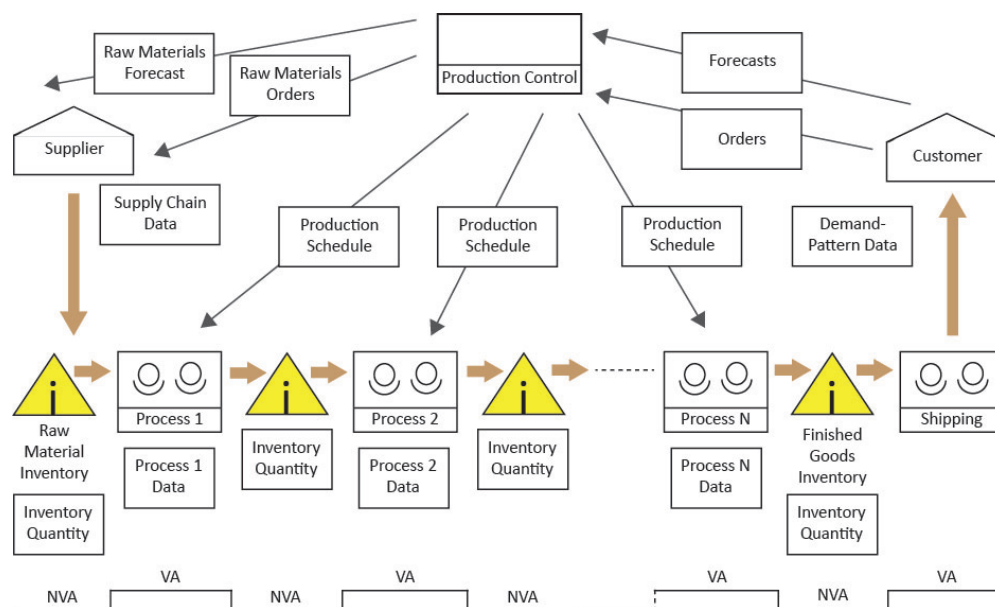 Raw Materials
Forecast
Raw Materials
Orders
Production Control
Forecasts
Orders
Supplier
Customer
Supply Chain
Data
Production
Schedule
Production
Schedule
Production
Schedule
Demand-
Pattern Data
i
i
i
i
Process 1
Process 2
Process N
Shipping
Raw
Material
Inventory
Inventory
Quantity
Process 1
Data
Inventory
Quantity
Process 2
Data
Inventory
Quantity
Process N
Data
Finished
Goods
Inventory
Inventory
Quantity
NVA
VA
NVA
VA
NVA
VA
NVA
VA